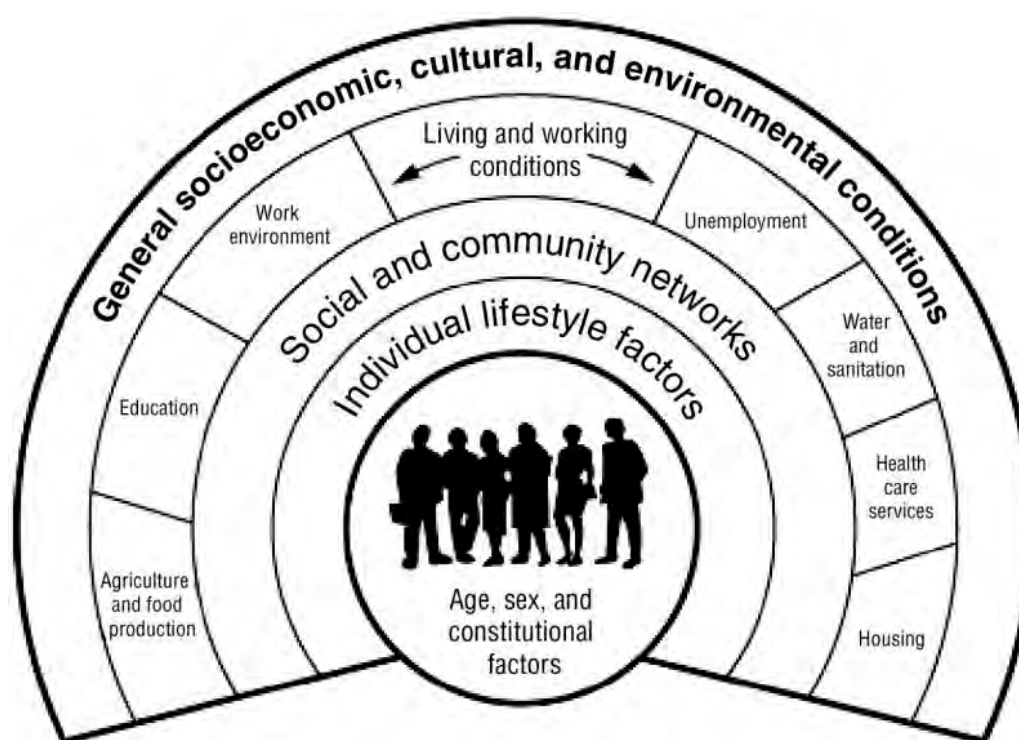 General socioeconomic, cultural, and environmental conditions
Living and working
conditions
Work
environment
Unemployment
Social and community networks
Individual lifestyle factors
Water
and
sanitation
Education
Health
care
services
Agriculture
and food
production
Housing
Age, sex, and
constitutional
factors